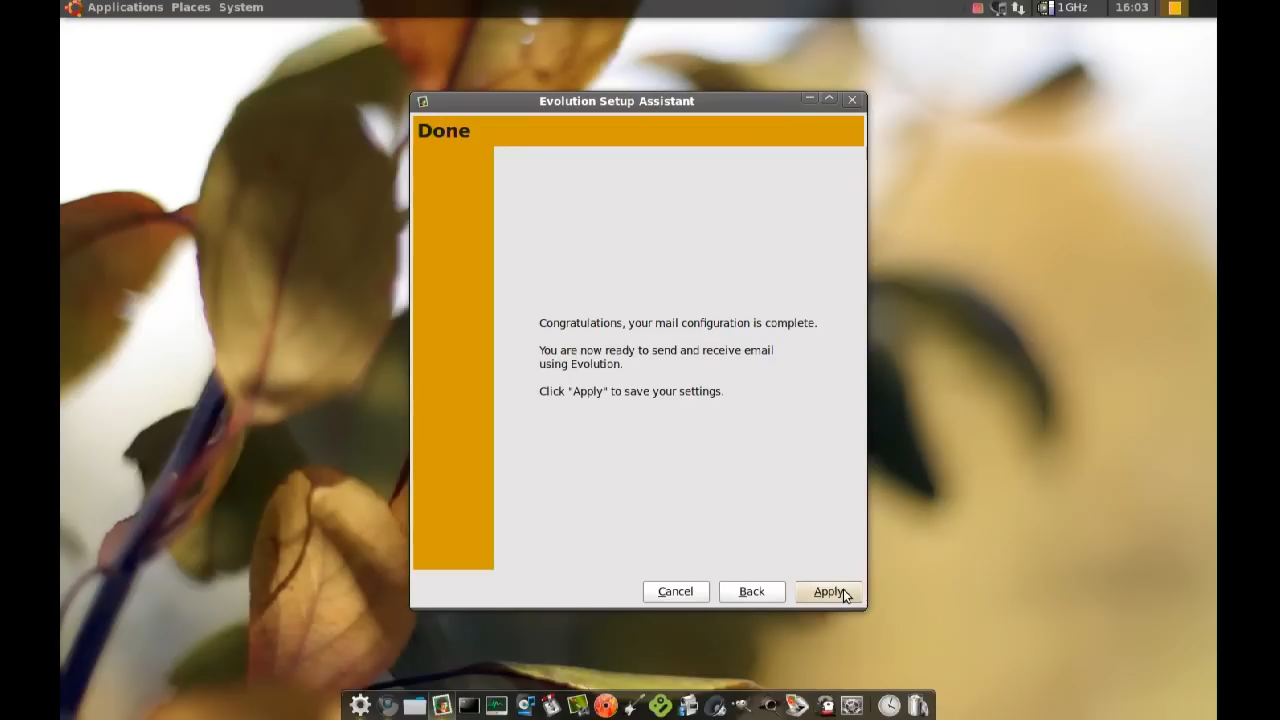 Applications Places System 1GHz 16:03
Evolution Setup Assistant
Done
Congratulations, your mail configuration is complete.
You are now ready to send and receive email
using Evolution.
Click "Apply" to save your settings.
Cancel Back Apply